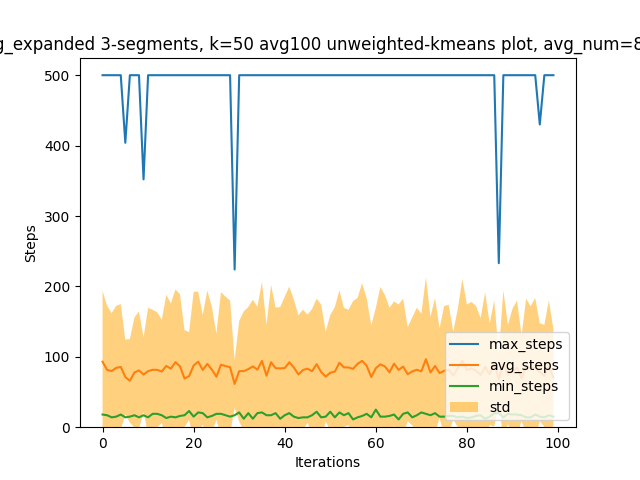 _expanded 3-segments, k=50 avg100 unweighted-kmeans plot, avg_num=8
500
400
300
200
100
0
Steps
max_steps
avg_steps
min_steps
std
0 20 40 60 80 100
Iterations